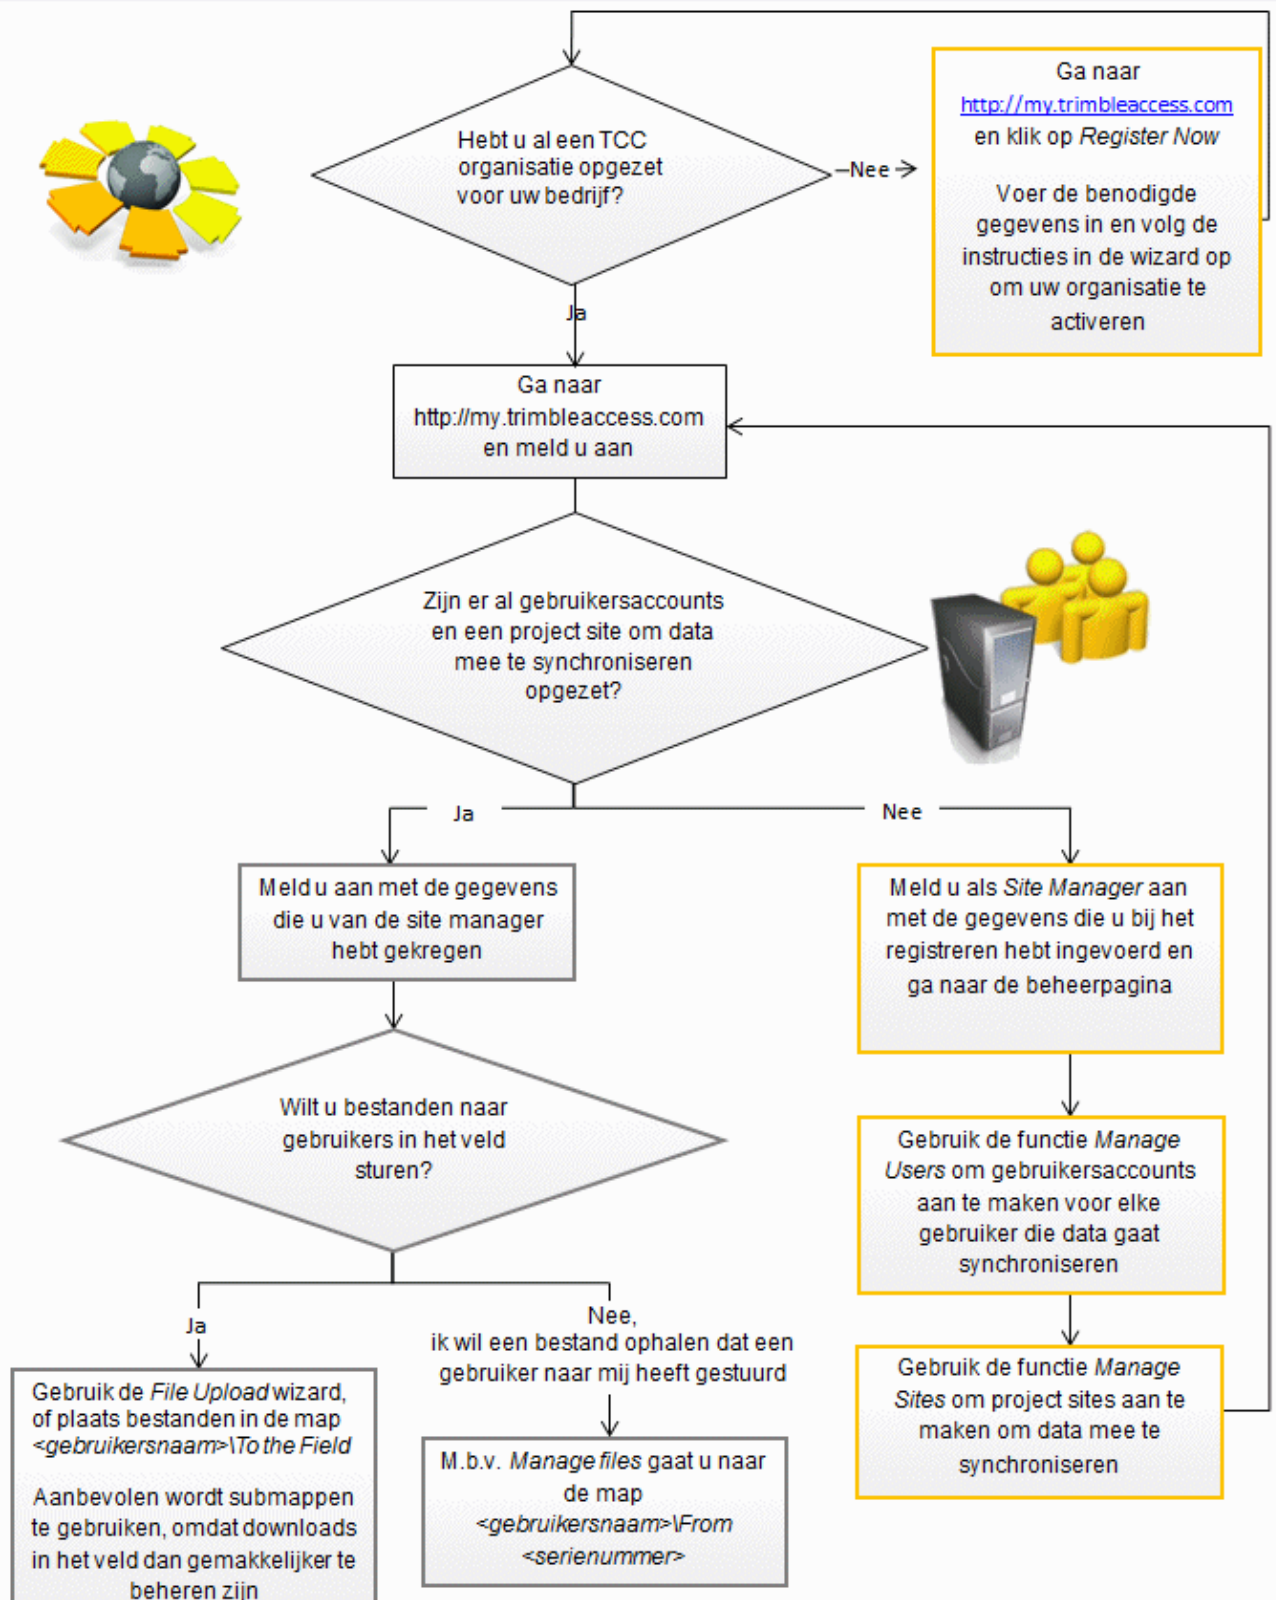 Hebt u al een TCC
organisatie opgezet
voor uw bedrijf?
Nee
Ga naar
http://my.trimbleaccess.com
en klik op Register Now
Voer de benodigde
gegevens in en volg de
instructies in de wizard op
om uw organisatie te
activeren
Ja
Ga naar
http://my.trimbleaccess.com
en meld u aan
Zijn er al gebruikersaccounts
en een project site om data
mee te synchroniseren
opgezet?
Ja
Nee
Meld u aan met de gegevens
die u van de site manager
hebt gekregen
Meld u als Site Manager aan
met de gegevens die u bij het
registreren hebt ingevoerd en
ga naar de beheerpagina
Wilt u bestanden naar
gebruikers in het veld
sturen?
Gebruik de functie Manage
Users om gebruikersaccounts
aan te maken voor elke
gebruiker die data gaat
synchroniseren
Ja
Nee,
ik wil een bestand ophalen dat een
gebruiker naar mij heeft gestuurd
Gebruik de functie Manage
Sites om project sites aan te
maken om data mee te
synchroniseren
Gebruik de File Upload wizard,
of plaats bestanden in de map
<gebruikersnaam>\To the Field
Aanbevolen wordt submappen
te gebruiken, omdat downloads
in het veld dan gemakkelijker te
beheren zijn
M.b.v. Manage files gaat u naar
de map
<gebruikersnaam>\From
<serienummer>